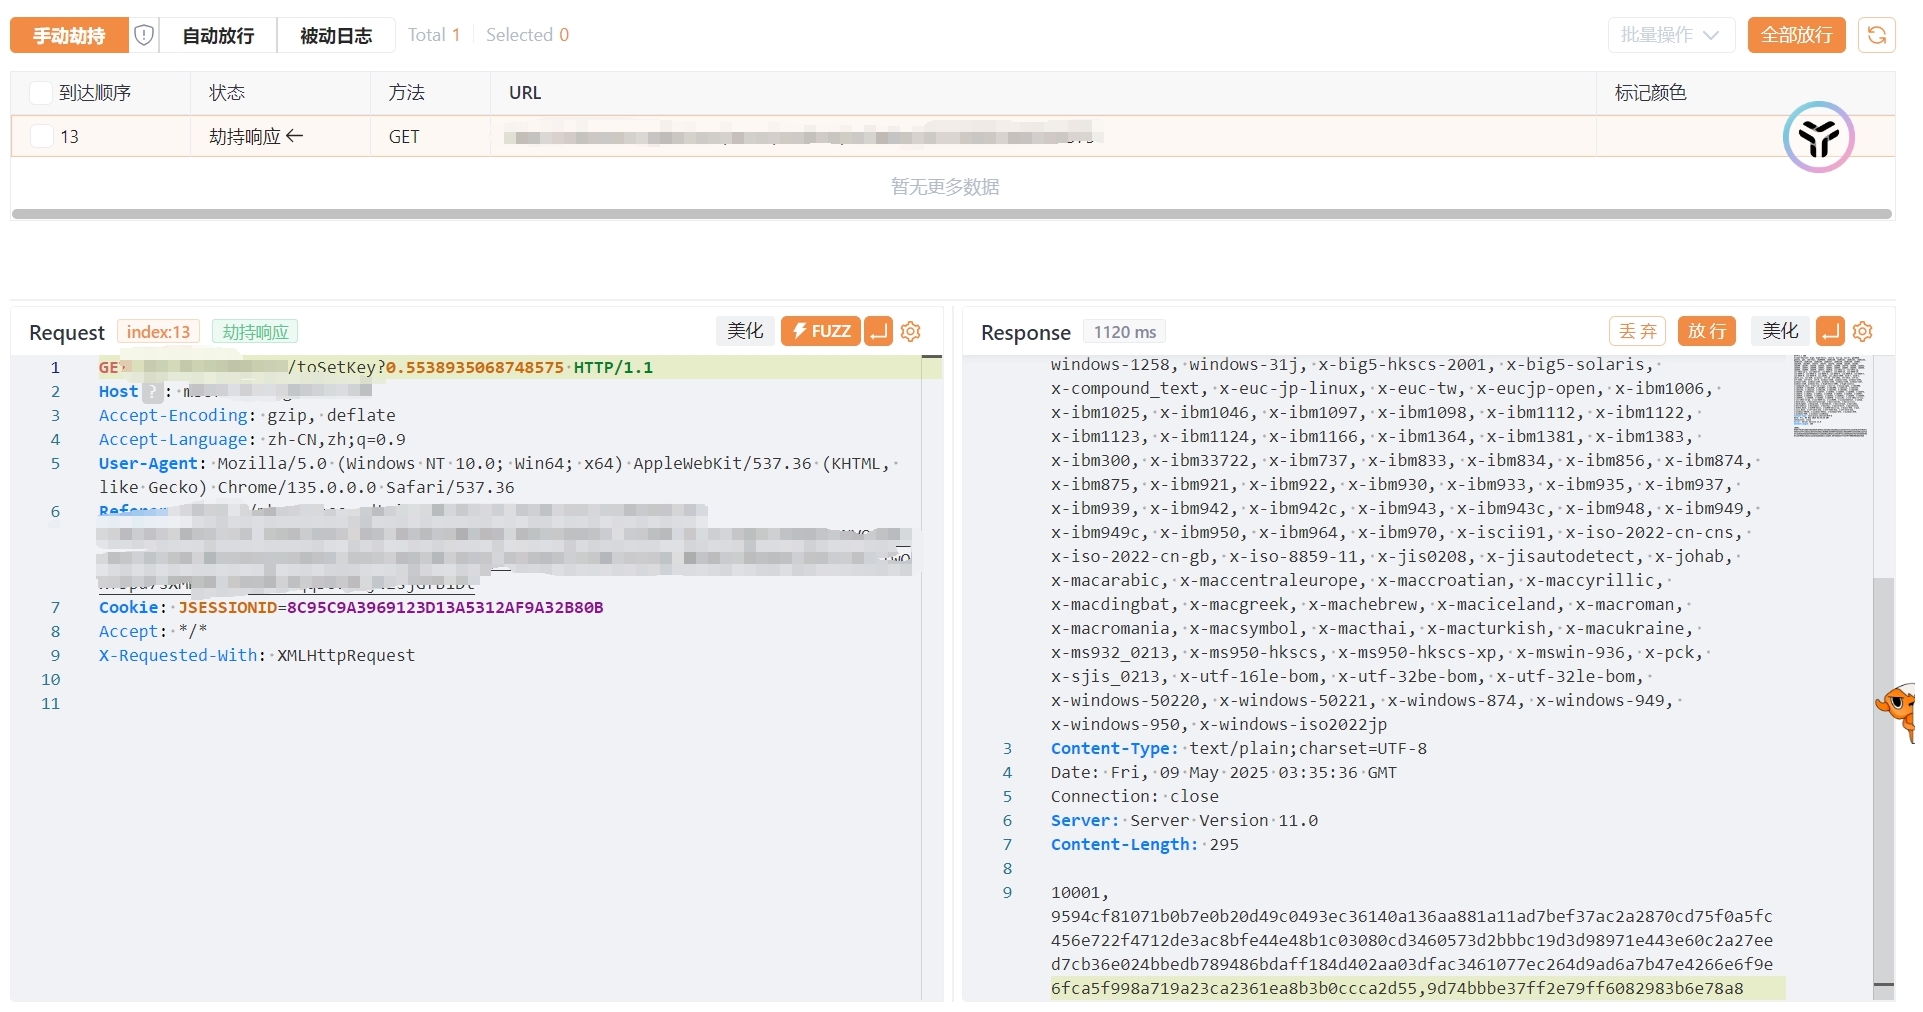 手动劫持 自动放行 被动日志 Total 1 Selected 0 批量操作 全部放行
到达顺序 状态 方法 URL 标记颜色
13 劫持响应 ← GET
暂无更多数据
Request index:13 劫持响应 美化 FUZZ
1 GET /toSetKey?0.5538935068748575 HTTP/1.1
2 Host ? :
3 Accept-Encoding: gzip, deflate
4 Accept-Language: zh-CN,zh;q=0.9
5 User-Agent: Mozilla/5.0 (Windows NT 10.0; Win64; x64) AppleWebKit/537.36 (KHTML,
like Gecko) Chrome/135.0.0.0 Safari/537.36
6 Referer
7 Cookie: JSESSIONID=8C95C9A3969123D13A5312AF9A32B80B
8 Accept: */*
9 X-Requested-With: XMLHttpRequest
10
11
Response 1120 ms 丢弃 放行 美化
windows-1258, windows-31j, x-big5-hkscs-2001, x-big5-solaris,
x-compound_text, x-euc-jp-linux, x-euc-tw, x-eucjp-open, x-ibm1006,
x-ibm1025, x-ibm1046, x-ibm1097, x-ibm1098, x-ibm1112, x-ibm1122,
x-ibm1123, x-ibm1124, x-ibm1166, x-ibm1364, x-ibm1381, x-ibm1383,
x-ibm300, x-ibm33722, x-ibm737, x-ibm833, x-ibm834, x-ibm856, x-ibm874,
x-ibm875, x-ibm921, x-ibm922, x-ibm930, x-ibm933, x-ibm935, x-ibm937,
x-ibm939, x-ibm942, x-ibm942c, x-ibm943, x-ibm943c, x-ibm948, x-ibm949,
x-ibm949c, x-ibm950, x-ibm964, x-ibm970, x-iscii91, x-iso-2022-cn-cns,
x-iso-2022-cn-gb, x-iso-8859-11, x-jis0208, x-jisautodetect, x-johab,
x-macarabic, x-maccentraleurope, x-maccroatian, x-maccyrillic,
x-macdingbat, x-macgreek, x-machebrew, x-maciceland, x-macroman,
x-macromania, x-macsymbol, x-macthai, x-macturkish, x-macukraine,
x-ms932_0213, x-ms950-hkscs, x-ms950-hkscs-xp, x-mswin-936, x-pck,
x-sjis_0213, x-utf-16le-bom, x-utf-32be-bom, x-utf-32le-bom,
x-windows-50220, x-windows-50221, x-windows-874, x-windows-949,
x-windows-950, x-windows-iso2022jp
3 Content-Type: text/plain;charset=UTF-8
4 Date: Fri, 09 May 2025 03:35:36 GMT
5 Connection: close
6 Server: Server Version 11.0
7 Content-Length: 295
8
9 10001,
9594cf81071b0b7e0b20d49c0493ec36140a136aa881a11ad7bef37ac2a2870cd75f0a5fc
456e722f4712de3ac8bfe44e48b1c03080cd3460573d2bbbc19d3d98971e443e60c2a27ee
d7cb36e024bbedb789486bdaff184d402aa03dfac3461077ec264d9ad6a7b47e4266e6f9e
6fca5f998a719a23ca2361ea8b3b0ccca2d55,9d74bbbe37ff2e79ff6082983b6e78a8